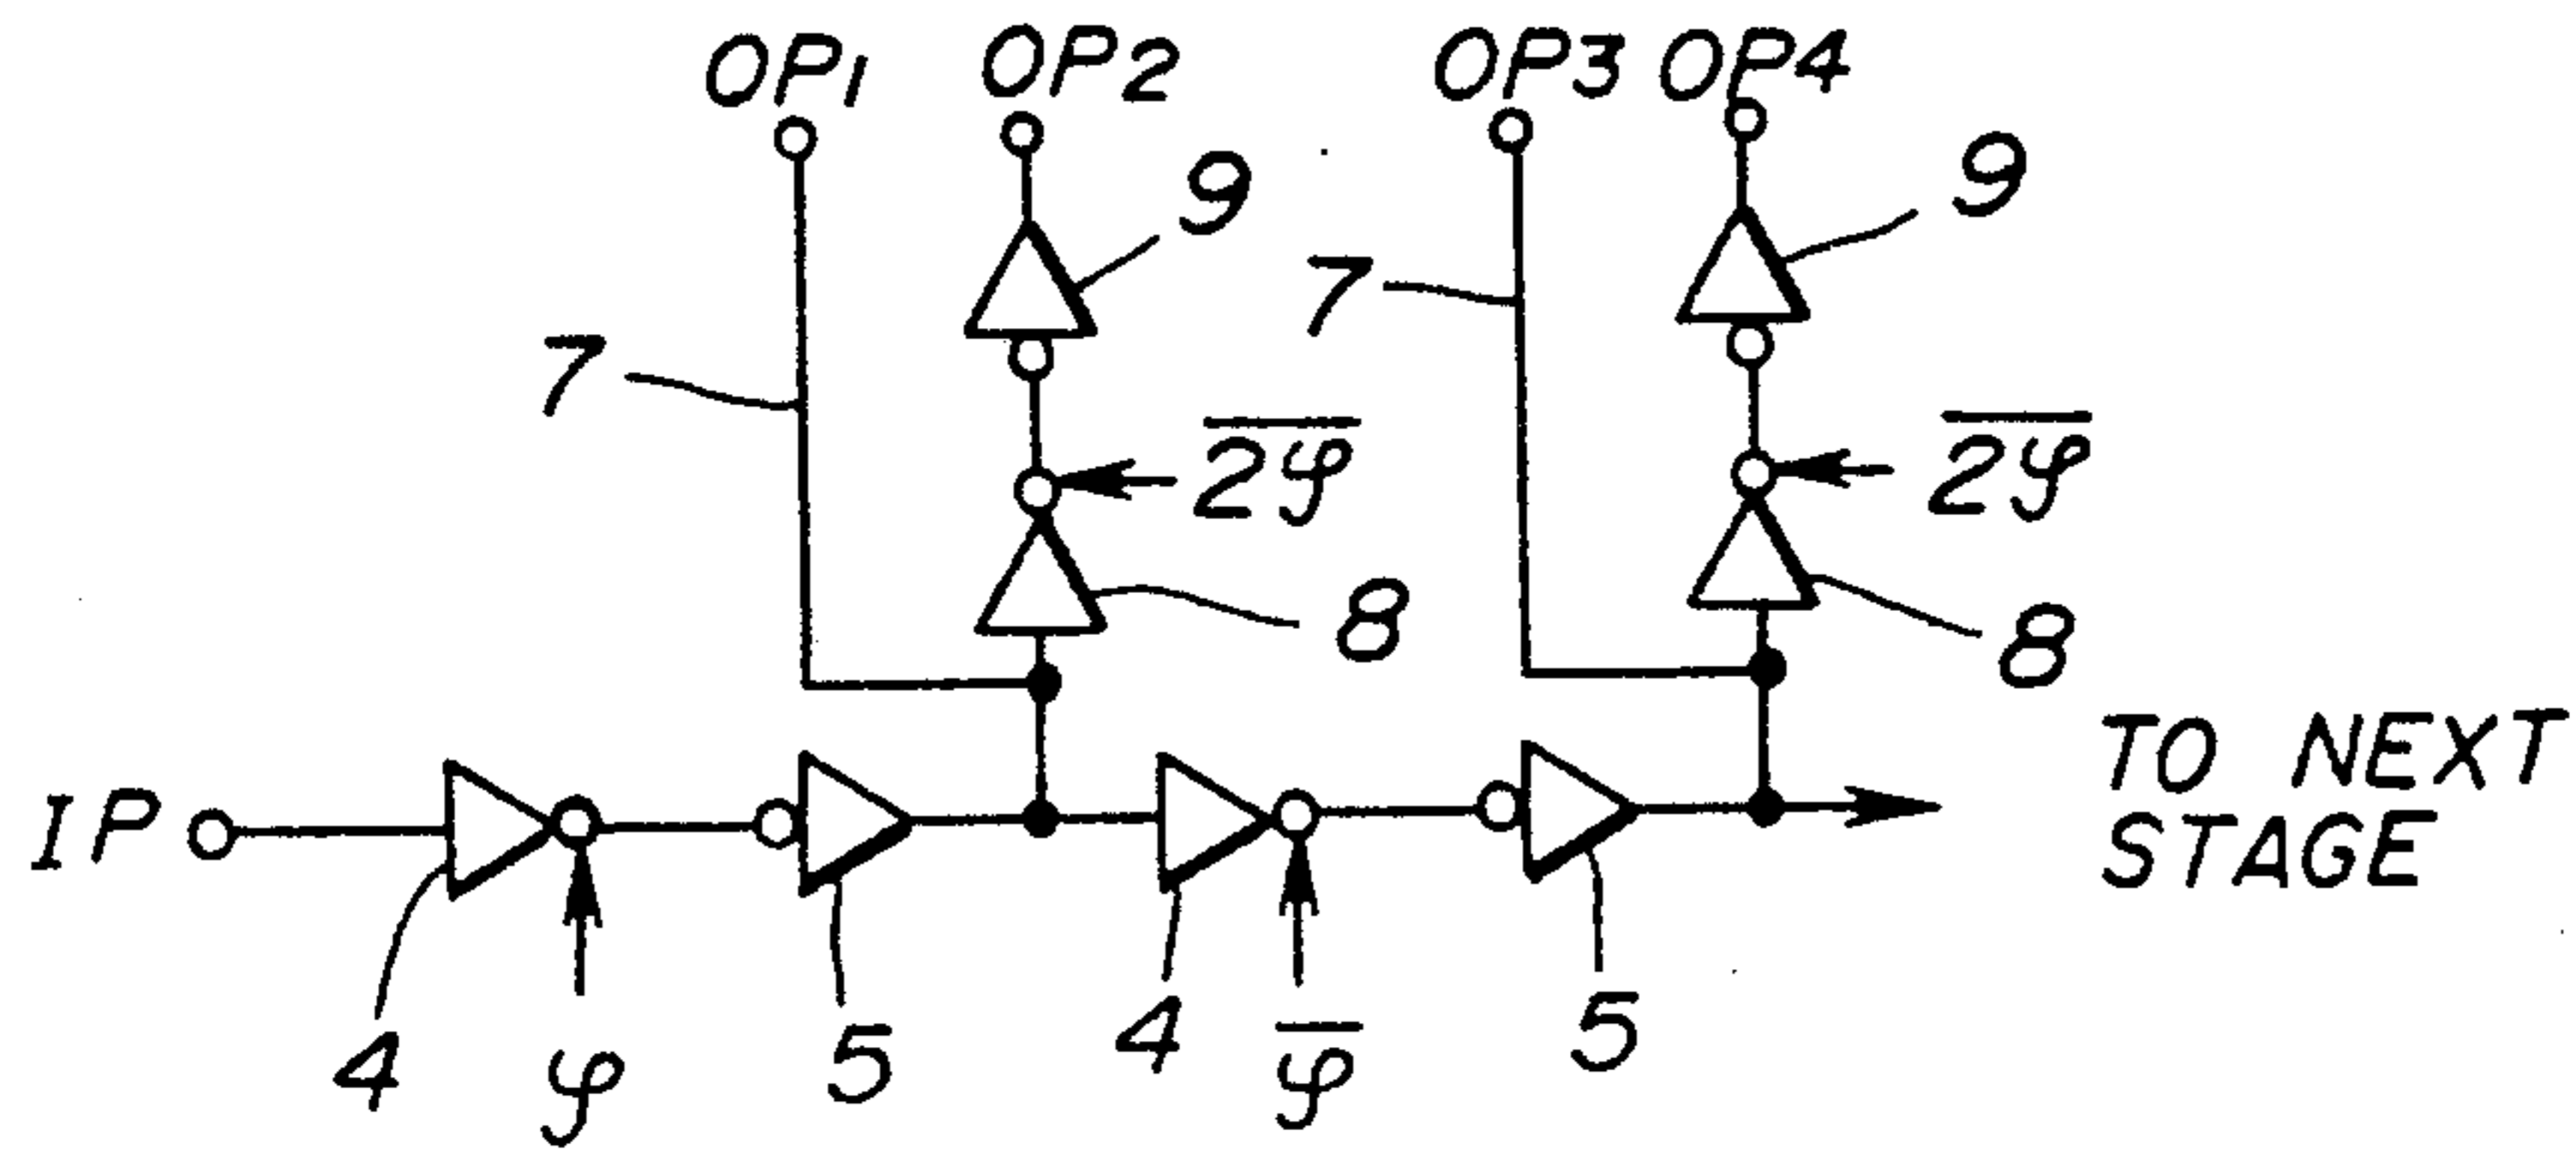 OP1 OP2 OP3 OP4
9 9
7 7
2φ̅ 2φ̅
8 8
IP
TO NEXT
STAGE
4 φ 5 4 φ̅ 5